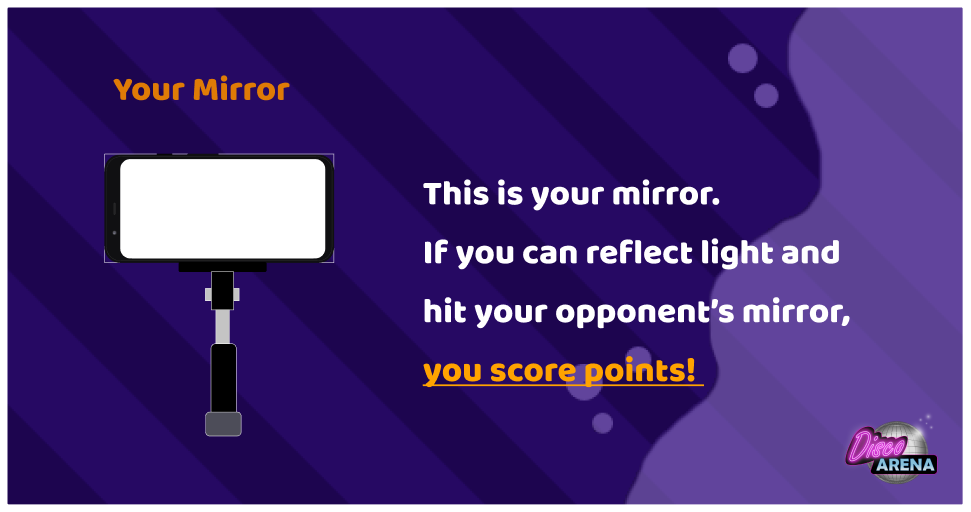 Your Mirror
This is your mirror.
If you can reflect light and
hit your opponent’s mirror,
you score points!
Disco
ARENA